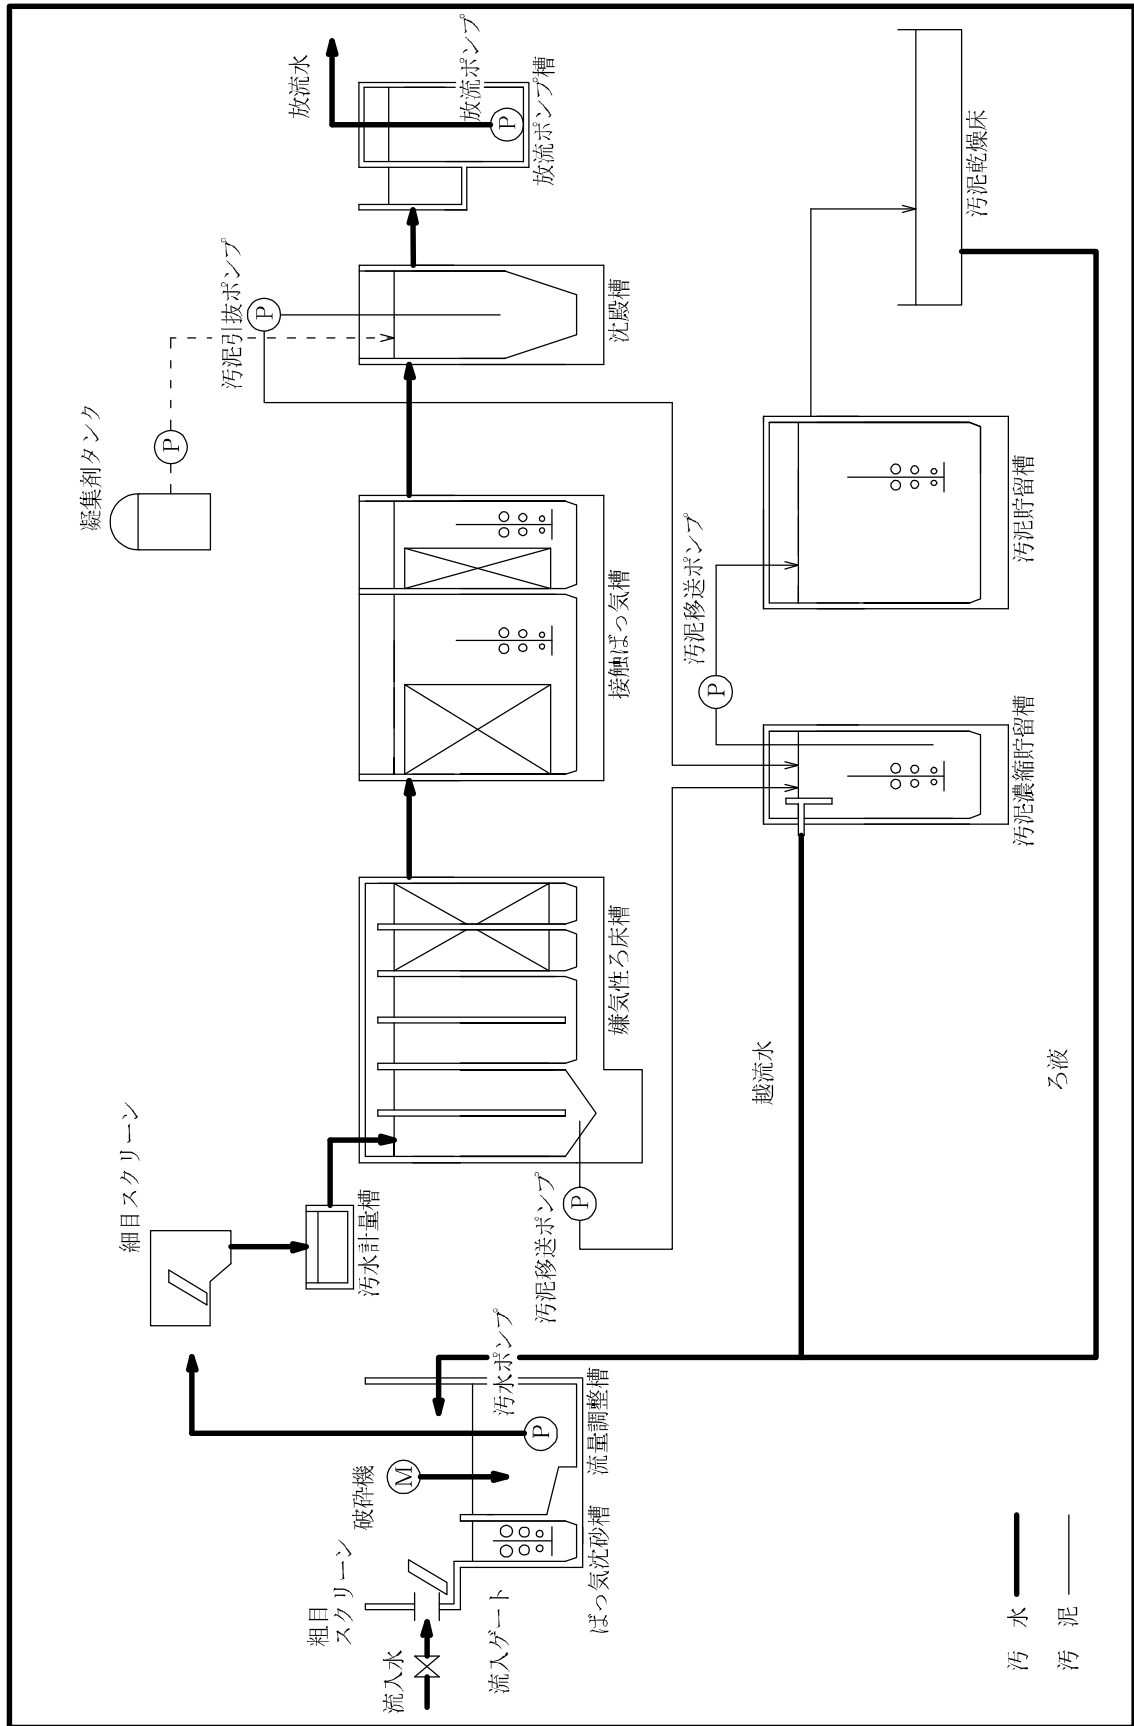 流入水
流入ゲート
粗目
スクリーン
ばっ気沈砂槽
破砕機
M
P
汚水ポンプ
流量調整槽
細目スクリーン
汚水計量槽
汚泥移送ポンプ
P
嫌気性ろ床槽
接触ばっ気槽
凝集剤タンク
P
汚泥引抜ポンプ
P
沈殿槽
放流水
放流ポンプ
P
放流ポンプ槽
越流水
汚泥濃縮貯留槽
汚泥移送ポンプ
P
汚泥貯留槽
汚泥乾燥床
ろ液
汚　水
汚　泥